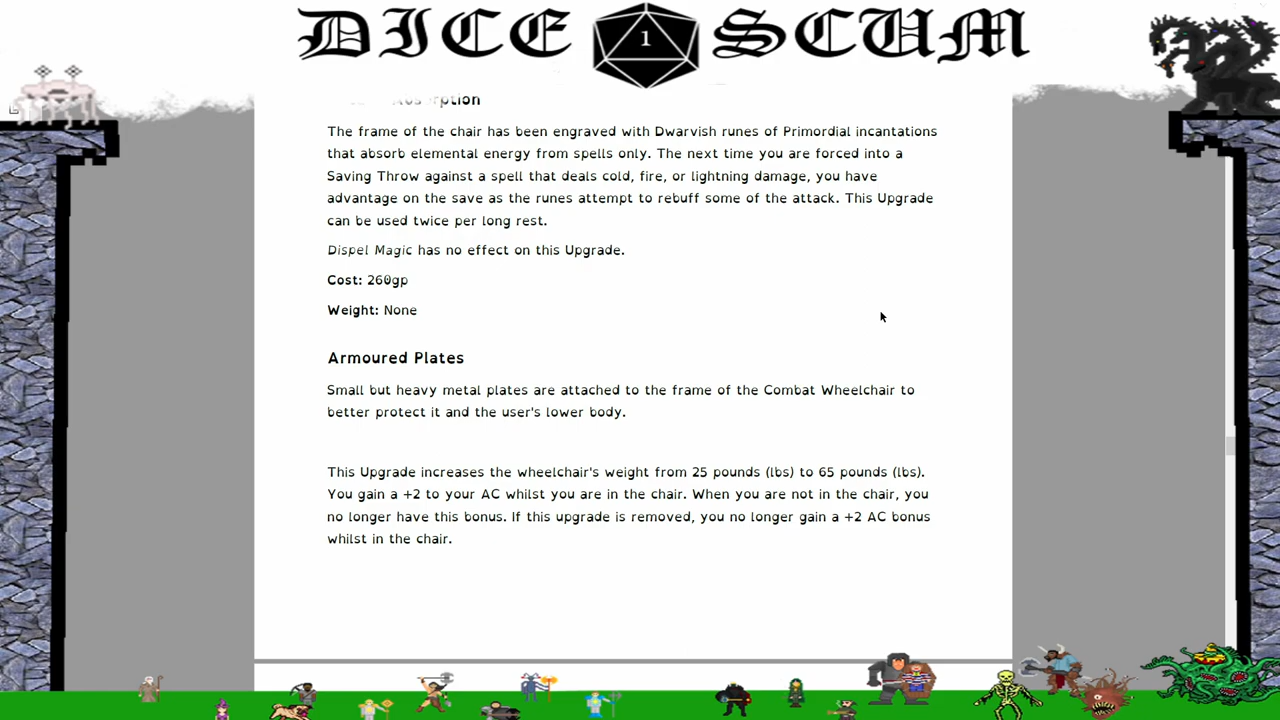 DICE 1 SCUM
The frame of the chair has been engraved with Dwarvish runes of Primordial incantations
that absorb elemental energy from spells only. The next time you are forced into a
Saving Throw against a spell that deals cold, fire, or lightning damage, you have
advantage on the save as the runes attempt to rebuff some of the attack. This Upgrade
can be used twice per long rest.
Dispel Magic has no effect on this Upgrade.
Cost: 260gp
Weight: None
Armoured Plates
Small but heavy metal plates are attached to the frame of the Combat Wheelchair to
better protect it and the user's lower body.
This Upgrade increases the wheelchair's weight from 25 pounds (lbs) to 65 pounds (lbs).
You gain a +2 to your AC whilst you are in the chair. When you are not in the chair, you
no longer have this bonus. If this upgrade is removed, you no longer gain a +2 AC bonus
whilst in the chair.